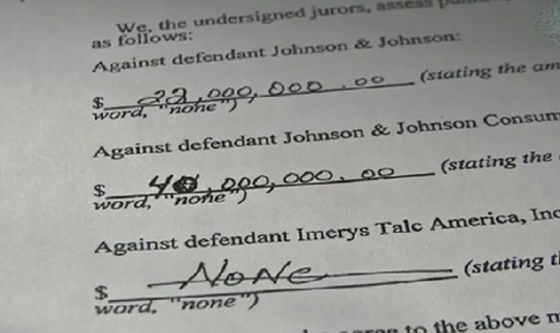 We, the undersigned jurors, assess
as follows:
Against defendant Johnson & Johnson:
$ 22,000,000.00 (stating the am
word, "none")
Against defendant Johnson & Johnson Consum
$ 40,000,000.00 (stating the
word, "none")
Against defendant Imerys Talc America, Inc
$ None (stating t
word, "none")
to the above